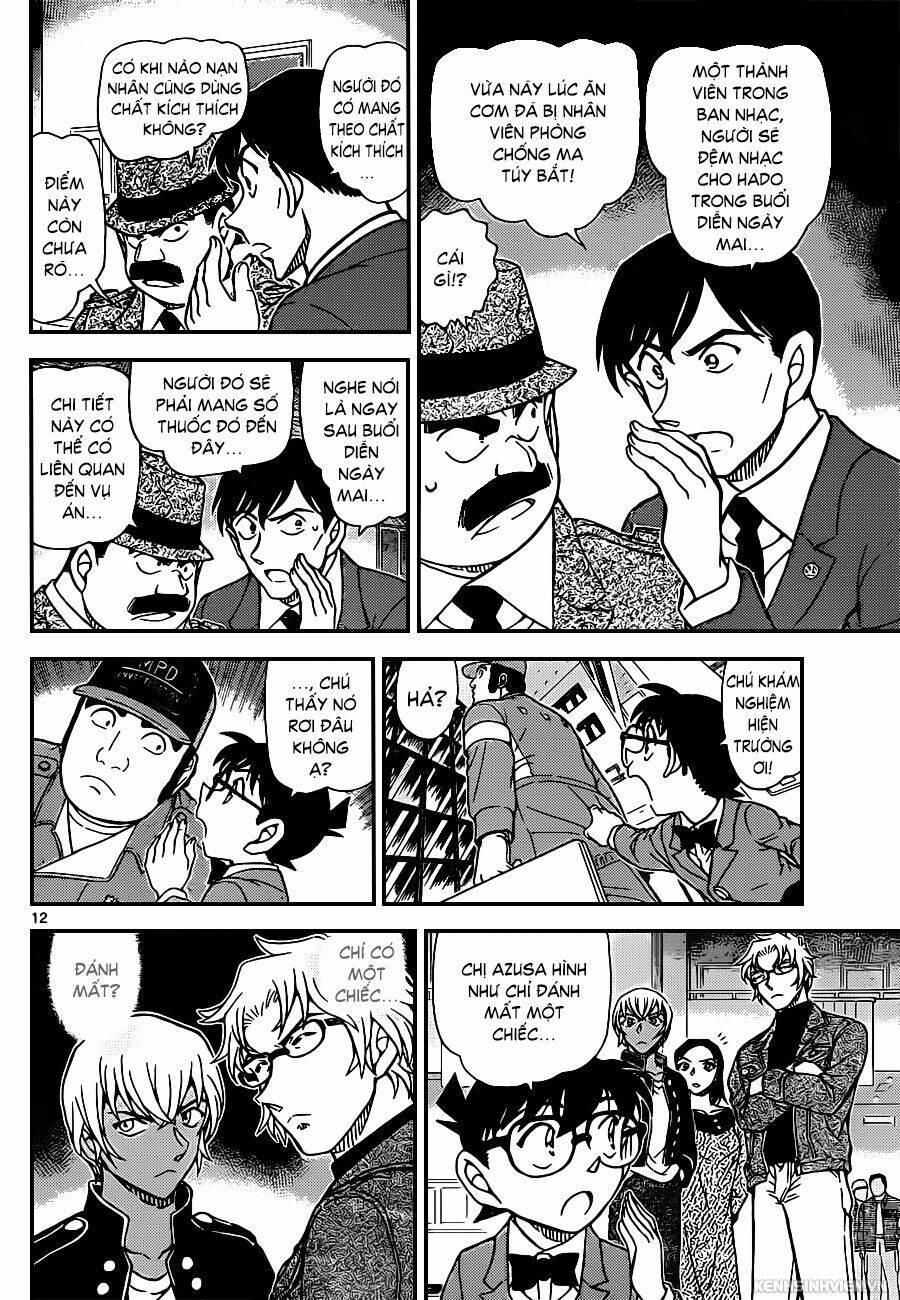 MỘT THÀNH
VIÊN TRONG
BAN NHẠC,
NGƯỜI SẼ
ĐỆM NHẠC
CHO HADO
TRONG BUỔI
DIỄN NGÀY
MAI...
VỪA NÃY LÚC ĂN
CƠM ĐÃ BỊ NHÂN
VIÊN PHÒNG
CHỐNG MA
TÚY BẮT!
CÁI
GÌ!?
NGƯỜI ĐÓ
CÓ MANG
THEO CHẤT
KÍCH THÍCH
...
CÓ KHI NÀO NẠN
NHÂN CŨNG DÙNG
CHẤT KÍCH THÍCH
KHÔNG?
ĐIỂM
NÀY
CÒN
CHƯA
RÕ...
NGHE NÓI
LÀ NGAY
SAU BUỔI
DIỄN
NGÀY
MAI...
NGƯỜI ĐÓ SẼ
PHẢI MANG SỐ
THUỐC ĐÓ ĐẾN
ĐÂY...
CHI TIẾT
NÀY CÓ
THỂ CÓ
LIÊN QUAN
ĐẾN VỤ
ÁN...
CHÚ KHÁM
NGHIỆM
HIỆN
TRƯỜNG
ƠI!
HẢ?
..., CHÚ
THẤY NÓ
RƠI ĐÂU
KHÔNG
Ạ?
MPD
12
CHỊ AZUSA HÌNH
NHƯ CHỈ ĐÁNH
MẤT MỘT
CHIẾC...
CHỈ CÓ
MỘT
CHIẾC...
ĐÁNH
MẤT?
KENHSINHVIEN.VN